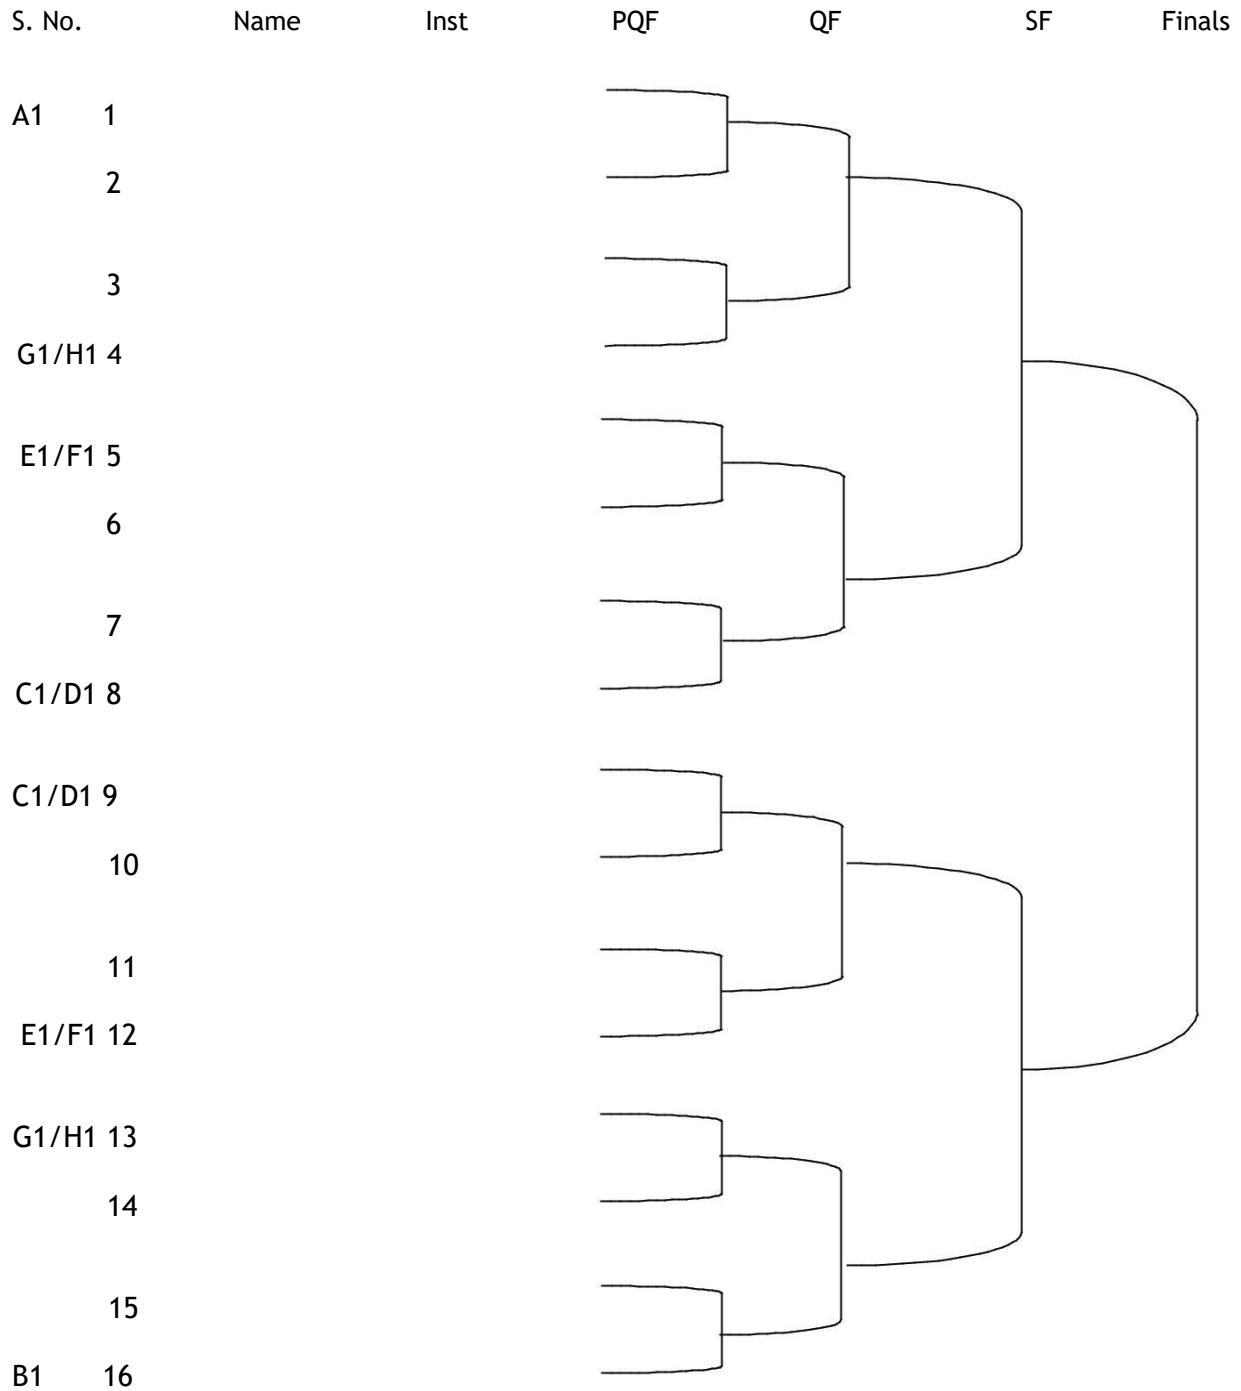 S. No. Name Inst PQF QF SF Finals
A1 1
2
3
G1/H1 4
E1/F1 5
6
7
C1/D1 8
C1/D1 9
10
11
E1/F1 12
G1/H1 13
14
15
B1 16